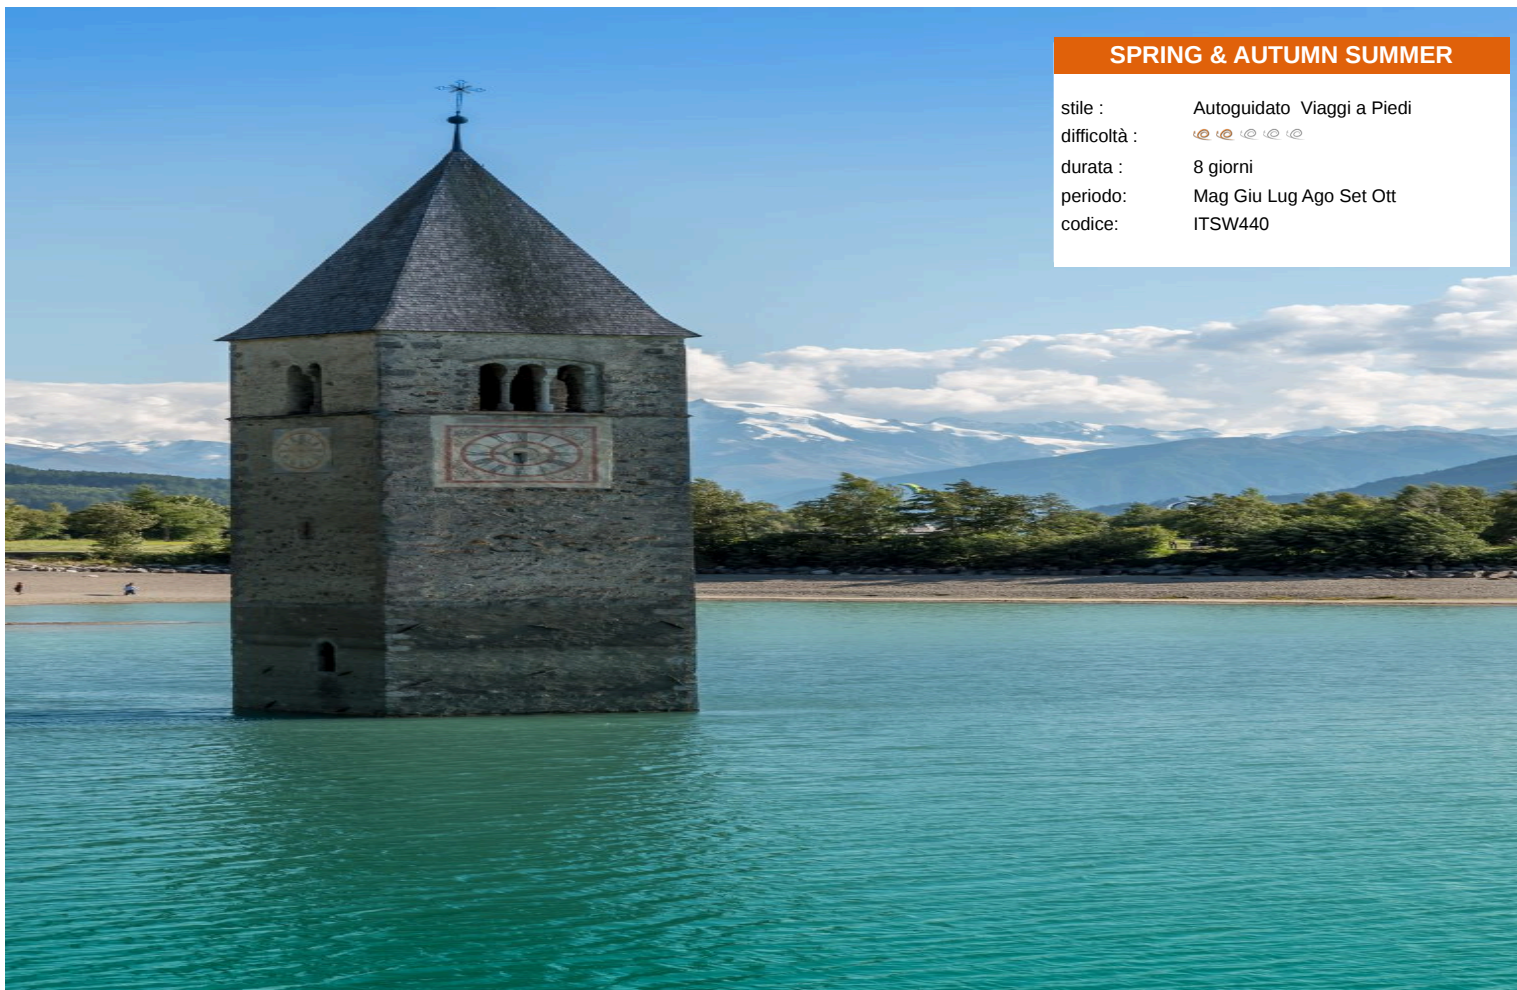 SPRING & AUTUMN SUMMER
stile : Autoguidato Viaggi a Piedi
difficoltà :
durata : 8 giorni
periodo: Mag Giu Lug Ago Set Ott
codice: ITSW440